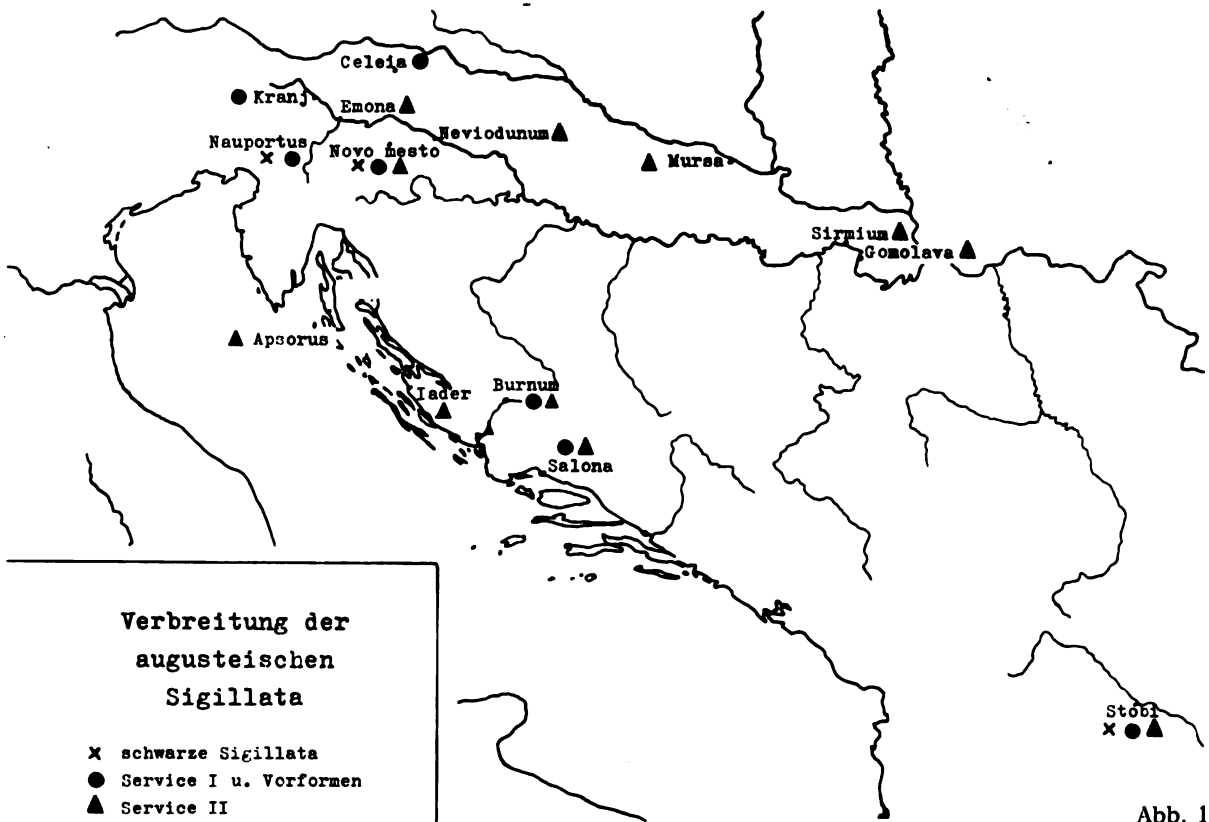 Celeia
Kranj
Emona
Neviodunum
Nauportus
Novo mesto
Mursa
Sirmium
Gomolava
Apsorus
Iader
Burnum
Salona
Stobi
Verbreitung der
augusteischen
Sigillata
schwarze Sigillata
Service I u. Vorformen
Service II
Abb. 1